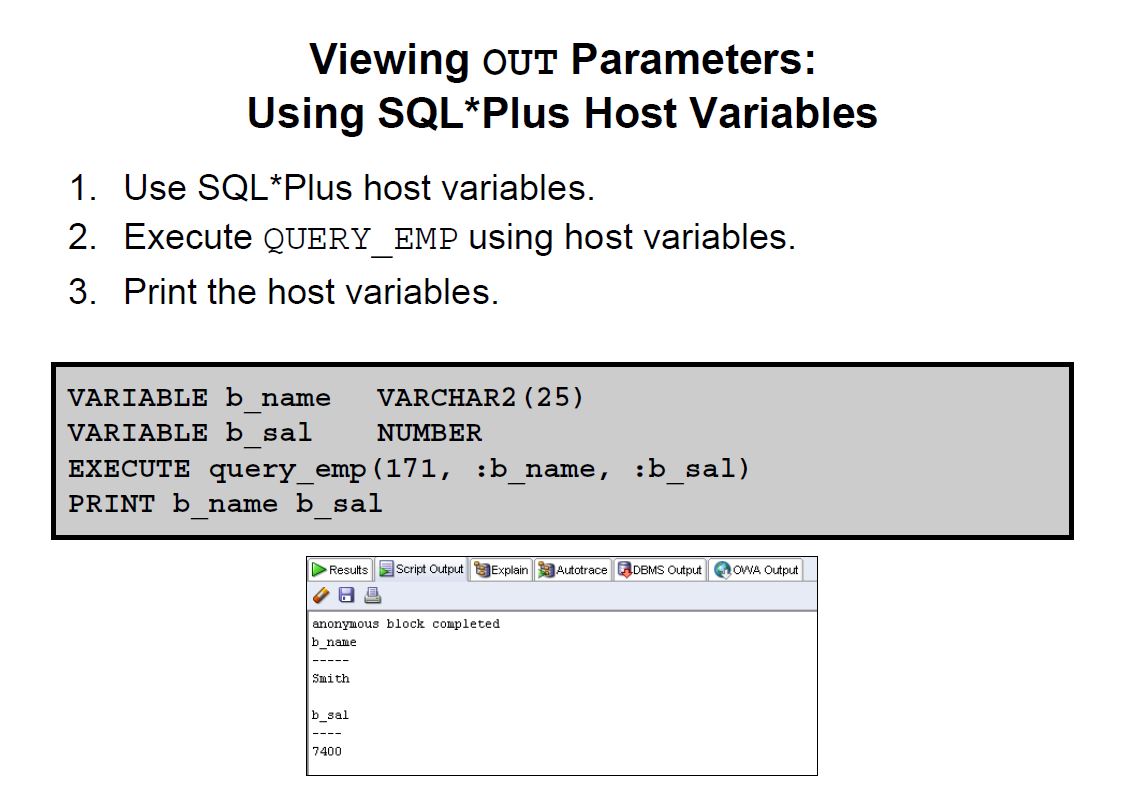 Viewing OUT Parameters:
Using SQL*Plus Host Variables
1. Use SQL*Plus host variables.
2. Execute QUERY_EMP using host variables.
3. Print the host variables.
VARIABLE b_name VARCHAR2(25)
VARIABLE b_sal NUMBER
EXECUTE query_emp(171, :b_name, :b_sal)
PRINT b_name b_sal
Results Script Output Explain Autotrace DBMS Output OWA Output
anonymous block completed
b_name
-----
Smith
b_sal
----
7400